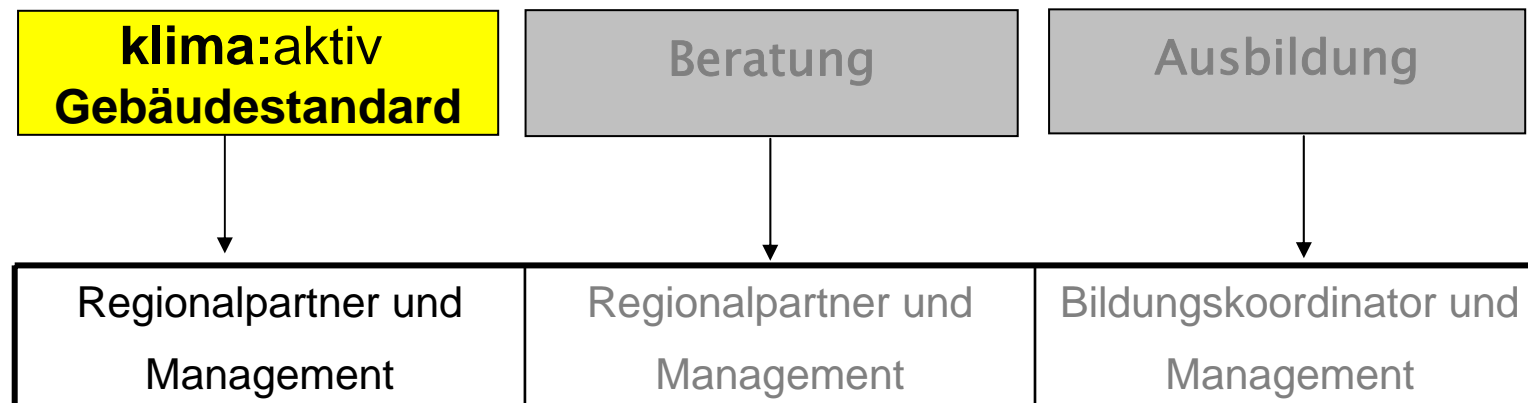 klima:aktiv
Gebäudestandard
Beratung
Ausbildung
Regionalpartner und
Management
Regionalpartner und
Management
Bildungskoordinator und
Management